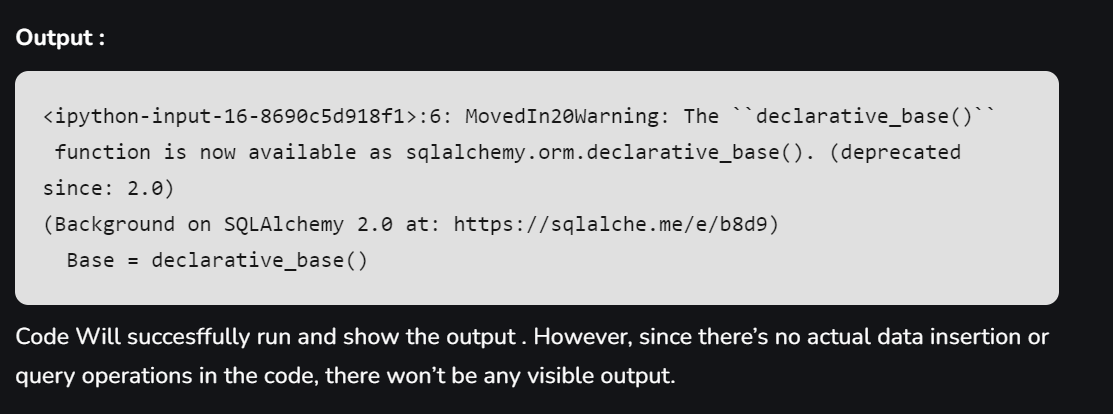 Output :
<ipython-input-16-8690c5d918f1>:6: MovedIn20Warning: The ``declarative_base()``
function is now available as sqlalchemy.orm.declarative_base(). (deprecated
since: 2.0)
(Background on SQLAlchemy 2.0 at: https://sqlalche.me/e/b8d9)
Base = declarative_base()
Code Will succesffully run and show the output . However, since there’s no actual data insertion or
query operations in the code, there won’t be any visible output.